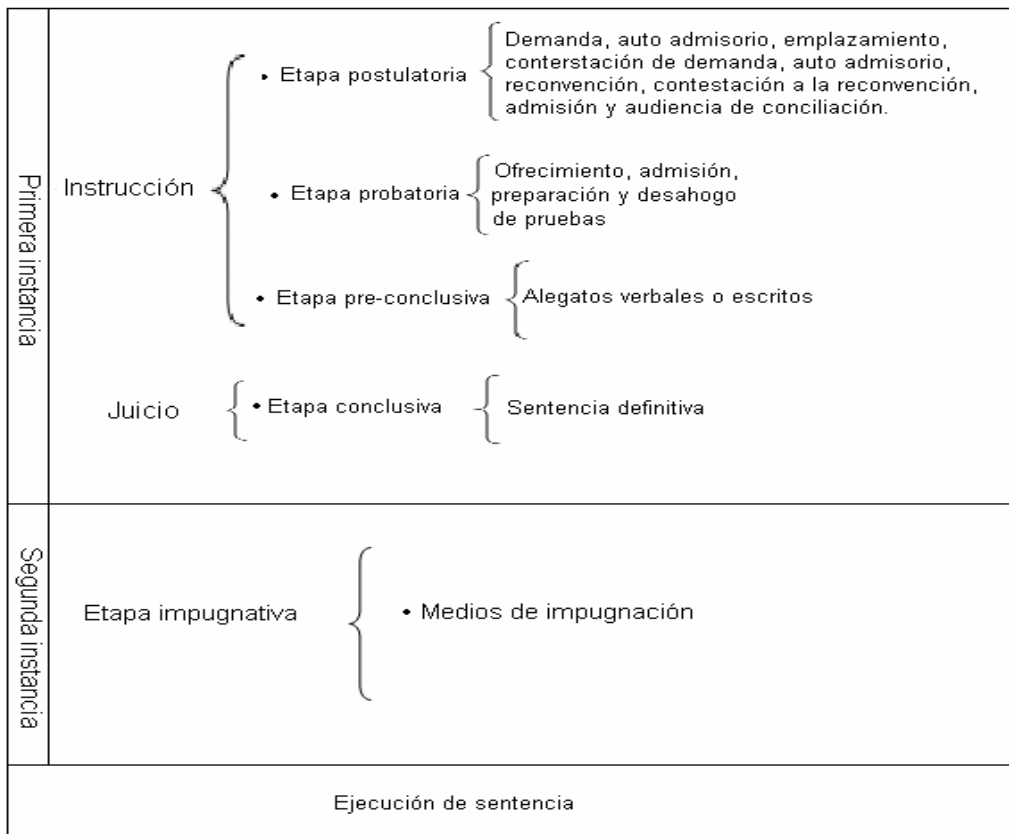 Primera instancia
Instrucción
• Etapa postulatoria
Demanda, auto admisorio, emplazamiento,
conterstación de demanda, auto admisorio,
reconvención, contestación a la reconvención,
admisión y audiencia de conciliación.
• Etapa probatoria
Ofrecimiento, admisión,
preparación y desahogo
de pruebas
• Etapa pre-conclusiva
Alegatos verbales o escritos
Juicio
• Etapa conclusiva
Sentencia definitiva
Segunda instancia
Etapa impugnativa
• Medios de impugnación
Ejecución de sentencia